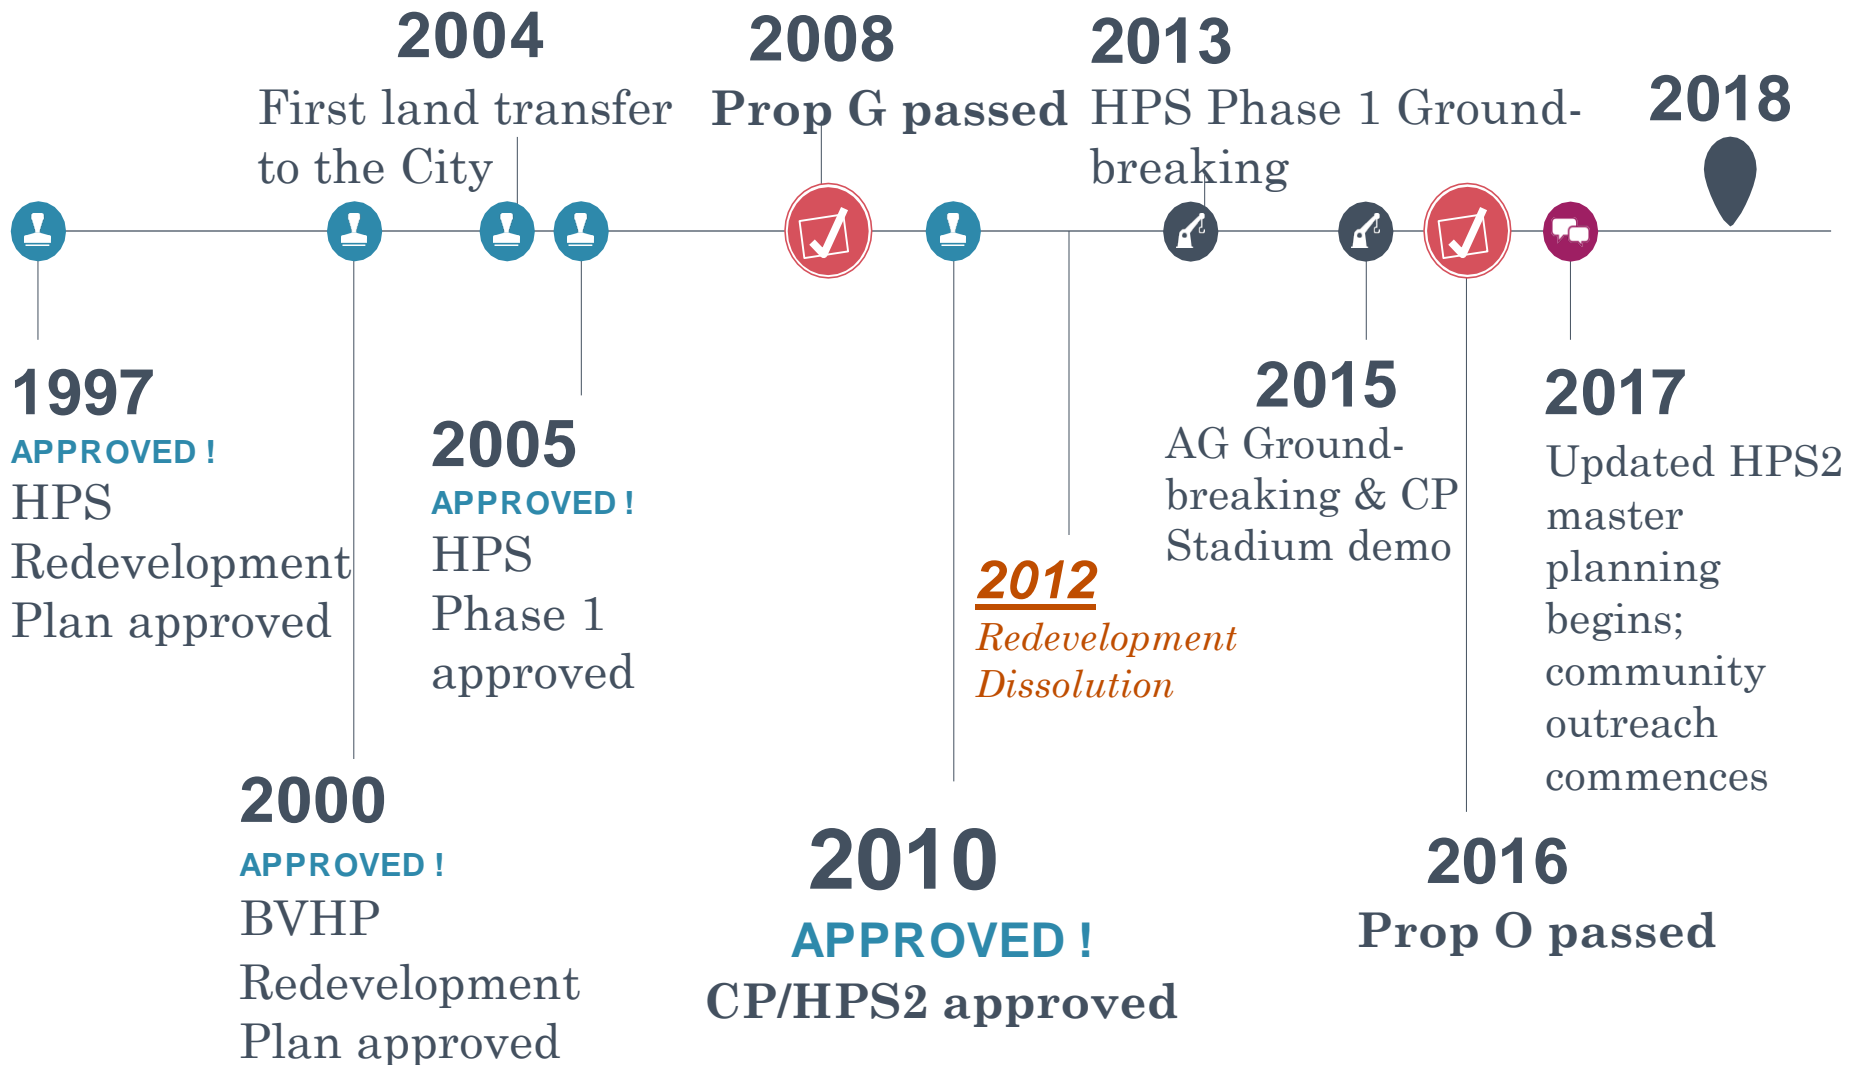 2004
First land transfer
to the City
2008
Prop G passed
2013
HPS Phase 1 Ground-
breaking
2018
1997
APPROVED !
HPS
Redevelopment
Plan approved
2000
APPROVED !
BVHP
Redevelopment
Plan approved
2005
APPROVED !
HPS
Phase 1
approved
2010
APPROVED !
CP/HPS2 approved
2012
Redevelopment
Dissolution
2015
AG Ground-
breaking & CP
Stadium demo
2016
Prop O passed
2017
Updated HPS2
master
planning
begins;
community
outreach
commences